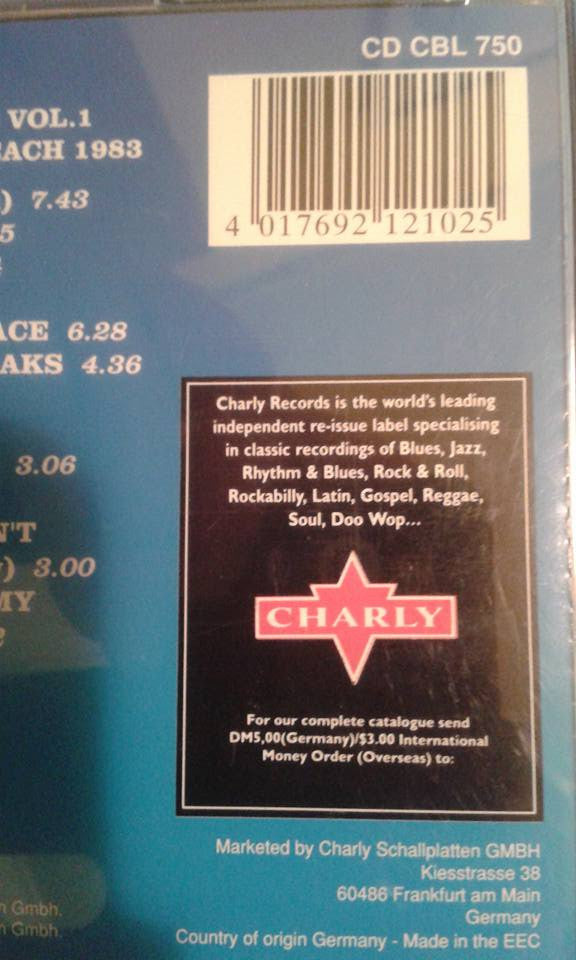 CD CBL 750
VOL.1
EACH 1983
4 017692 121025
) 7.43
5
ACE 6.28
AKS 4.36
3.06
N'T
) 3.00
MY
Charly Records is the world's leading
independent re-issue label specialising
in classic recordings of Blues, Jazz,
Rhythm & Blues, Rock & Roll,
Rockabilly, Latin, Gospel, Reggae,
Soul, Doo Wop...
CHARLY
For our complete catalogue send
DM5,00(Germany)/$3.00 International
Money Order (Overseas) to:
Marketed by Charly Schallplatten GMBH
Kiesstrasse 38
60486 Frankfurt am Main
Germany
Country of origin Germany - Made in the EEC
Gmbh.
Gmbh.